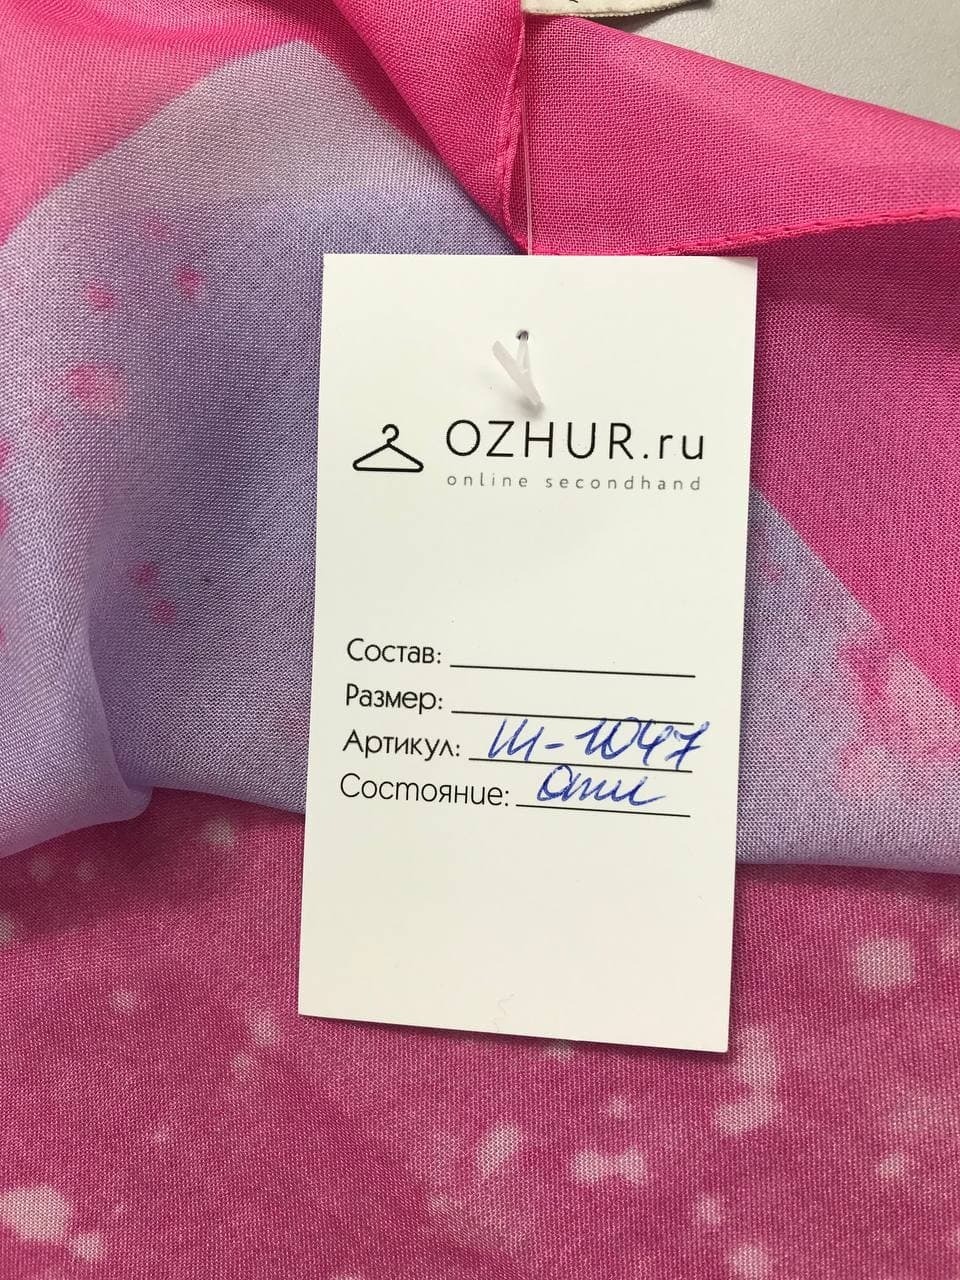 OZHUR.ru
online secondhand
Состав:
Размер:
Артикул: Ш-1047
Состояние: Отл